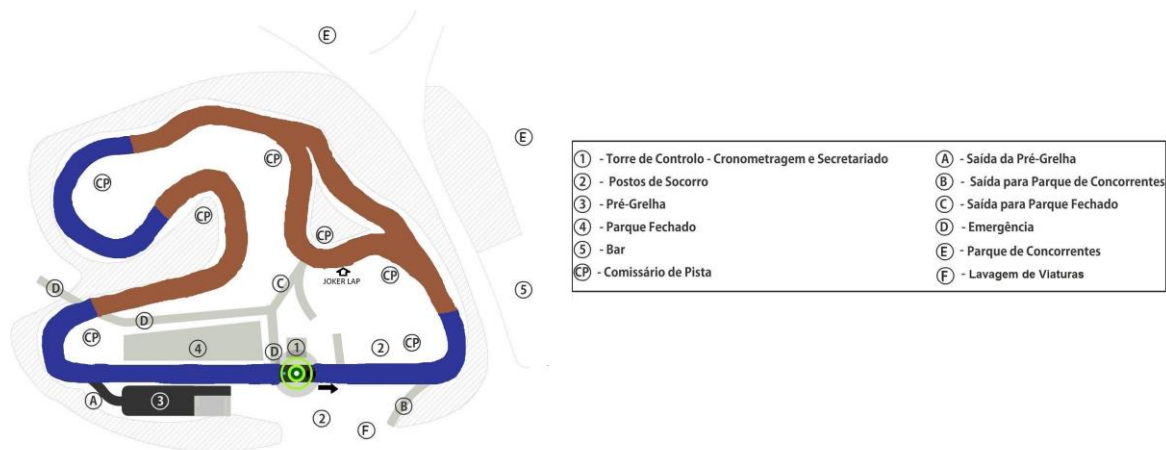 E
E
CP
CP
CP
CP
CP
JOKER LAP
C
D
5
D
CP
CP
4
D
1
2
A
3
B
2
F
1 - Torre de Controlo - Cronometragem e Secretariado
2 - Postos de Socorro
3 - Pré-Grelha
4 - Parque Fechado
5 - Bar
CP - Comissário de Pista
A - Saída da Pré-Grelha
B - Saída para Parque de Concorrentes
C - Saída para Parque Fechado
D - Emergência
E - Parque de Concorrentes
F - Lavagem de Viaturas